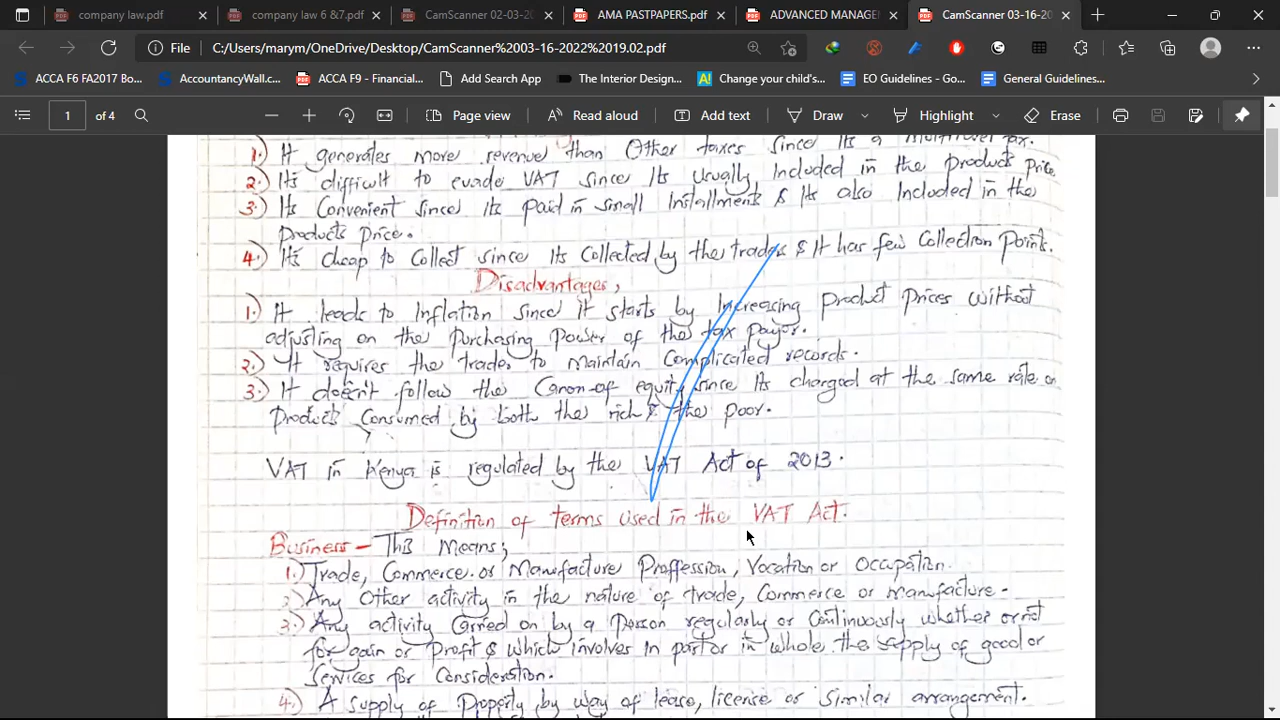 company law.pdf
company law 6 &7.pdf
CamScanner 02-03-20
AMA PASTPAPERS.pdf
ADVANCED MANAGEI
CamScanner 03-16-20
File
C:/Users/marym/OneDrive/Desktop/CamScanner%2003-16-2022%2019.02.pdf
ACCA F6 FA2017 Bo...
AccountancyWall.c...
ACCA F9 - Financial...
Add Search App
The Interior Design...
Change your child's...
EO Guidelines - Go...
General Guidelines...
1 of 4
Page view
Read aloud
Add text
Draw
Highlight
Erase
1.) It generates more revenue than Other taxes since its a multilevel tax.
2.) Its difficult to evade VAT since Its Usually Included in the products price.
3.) Its Convenient since its paid in small Installments & Its also Included in the
Products price.
4.) Its cheap to Collect since Its Collected by the traders & It has few Collection Points.
Disadvantages,
1.) It leads to Inflation since it starts by Increasing product prices without
adjusting on the purchasing power of the tax payor.
2.) It requires the trader to maintain complicated records.
3.) It doesn't follow the Canon of equity since Its charged at the same rate on
products Consumed by both the rich & the poor.
VAT in Kenya is regulated by the VAT Act of 2013.
Definition of terms used in the VAT Act.
Business - This Means;
1.) Trade, Commerce or Manufacture Proffession, Vocation or Occupation.
2.) Any Other activity in the nature of trade, Commerce or manufacture.
3.) Any activity Carried on by a person regularly or Continuously whether or not
for gain or Profit & which involves in part or in whole the supply of good or
Services for Consideration.
4.) A supply of Property by way of lease, license or similar arrangement.